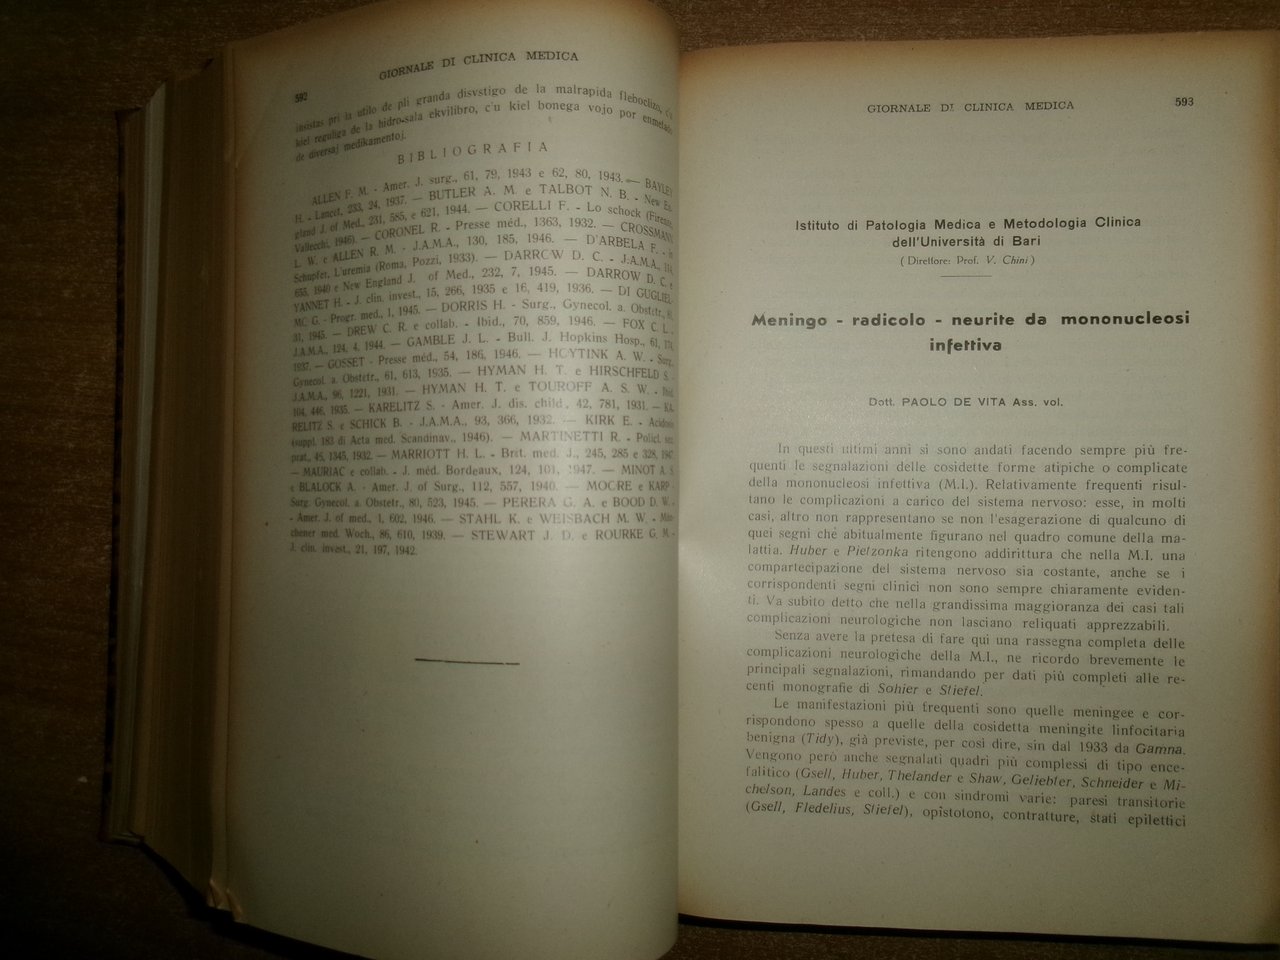 592
GIORNALE DI CLINICA MEDICA
insistas pri la utilo de pli granda disvstigo de la malrapida fleboclizo, c'u
kiel reguliga de la hidro-sala ekvilibro, c'u kiel bonega vojo por enmetado
de diversaj medikamentoj.
BIBLIOGRAFIA
ALLEN F. M. - Amer. J. surg., 61, 79, 1943 e 62, 80, 1943. — BAYLEY
H. - Lancet, 233, 24, 1937. — BUTLER A. M. e TALBOT N. B. - New En-
gland J. of Med., 231, 585, e 621, 1944. — CORELLI F. - Lo schock (Firenze,
Vallecchi, 1946). — CORONEL R. - Presse méd., 1363, 1932. — CROSSMANN
L. W. e ALLEN R. M. - J.A.M.A., 130, 185, 1946. — D'ARBELA F. - in
Schupfer, L'uremia (Roma, Pozzi, 1933). — DARROW D. C. - J.A.M.A., 114,
655, 1940 e New England J. of Med., 232, 7, 1945. — DARROW D. C. e
YANNET H. - J. clin. invest., 15, 266, 1935 e 16, 419, 1936. — DI GUGLIEL-
MO G. - Progr. med., 1, 1945. — DORRIS H. - Surg., Gynecol. a. Obstetr., 80,
31, 1945. — DREW C. R. e collab. - Ibid., 70, 859, 1946. — FOX C. L. -
J.A.M.A., 124, 4, 1944. — GAMBLE J. L. - Bull. J. Hopkins Hosp., 61, 174,
1937. — GOSSET - Presse méd., 54, 186, 1946. — HOYTINK A. W. - Surg.
Gynecol. a. Obstetr., 61, 613, 1935. — HYMAN H. T. e HIRSCHFELD S. -
J.A.M.A., 96, 1221, 1931. — HYMAN H. T. e TOUROFF A. S. W. - Ibid.
104, 446, 1935. — KARELITZ S. - Amer. J. dis. child., 42, 781, 1931. — KA-
RELITZ S. e SCHICK B. - J.A.M.A., 93, 366, 1932. — KIRK E. - Acidosis
(suppl. 183 di Acta med. Scandinav., 1946). — MARTINETTI R. - Policl. sez.
prat., 45, 1345, 1932. — MARRIOTT H. L. - Brit. med. J., 245, 285 e 328, 1947.
— MAURIAC e collab. - J. méd. Bordeaux, 124, 101, 1947. — MINOT A. S.
e BLALOCK A. - Amer. J. of Surg., 112, 557, 1940. — MOORE e KARP -
Surg. Gynecol. a. Obstetr., 80, 523, 1945. — PERERA G. A. e BOOD D. W. -
- Amer. J. of med., 1, 602, 1946. — STAHL K. e WEISBACH M. W. - Mün-
chener med. Woch., 86, 610, 1939. — STEWART J. D. e ROURKE G. M. -
J. clin. invest., 21, 197, 1942.
GIORNALE DI CLINICA MEDICA
593
Istituto di Patologia Medica e Metodologia Clinica
dell'Università di Bari
(Direttore: Prof. V. Chini)
Meningo - radicolo - neurite da mononucleosi
infettiva
Dott. PAOLO DE VITA Ass. vol.
In questi ultimi anni si sono andati facendo sempre più fre-
quenti le segnalazioni delle cosidette forme atipiche o complicate
della mononucleosi infettiva (M.I.). Relativamente frequenti risul-
tano le complicazioni a carico del sistema nervoso: esse, in molti
casi, altro non rappresentano se non l'esagerazione di qualcuno di
quei segni chè abitualmente figurano nel quadro comune della ma-
lattia. Huber e Pietzonka ritengono addirittura che nella M.I. una
compartecipazione del sistema nervoso sia costante, anche se i
corrispondenti segni clinici non sono sempre chiaramente eviden-
ti. Va subito detto che nella grandissima maggioranza dei casi tali
complicazioni neurologiche non lasciano reliquati apprezzabili.
Senza avere la pretesa di fare qui una rassegna completa delle
complicazioni neurologiche della M.I., ne ricordo brevemente le
principali segnalazioni, rimandando per dati più completi alle re-
centi monografie di Sohier e Stiefel.
Le manifestazioni più frequenti sono quelle meningee e cor-
rispondono spesso a quelle della cosidetta meningite linfocitaria
benigna (Tidy), già previste, per così dire, sin dal 1933 da Gamna.
Vengono però anche segnalati quadri più complessi di tipo ence-
falitico (Gsell, Huber, Thelander e Shaw, Geliebter, Schneider e Mi-
chelson, Landes e coll.) e con sindromi varie: paresi transitorie
(Gsell, Fledelius, Stiefel), opistotono, contratture, stati epilettici